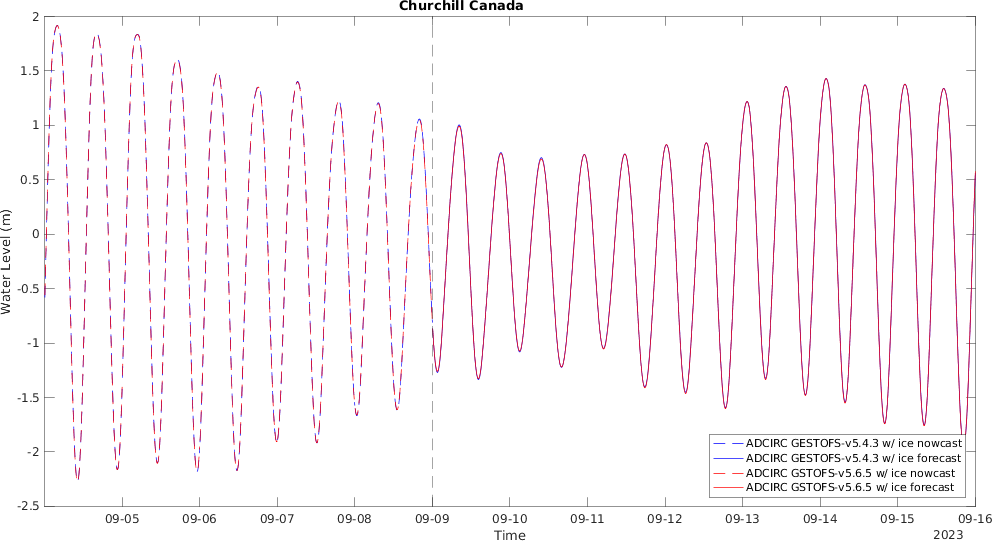 Churchill Canada
2
1.5
1
0.5
0
-0.5
-1
-1.5
-2
-2.5
Water Level (m)
ADCIRC GESTOFS-v5.4.3 w/ ice nowcast
ADCIRC GESTOFS-v5.4.3 w/ ice forecast
ADCIRC GSTOFS-v5.6.5 w/ ice nowcast
ADCIRC GSTOFS-v5.6.5 w/ ice forecast
09-05 09-06 09-07 09-08 09-09 09-10 09-11 09-12 09-13 09-14 09-15 09-16
Time
2023